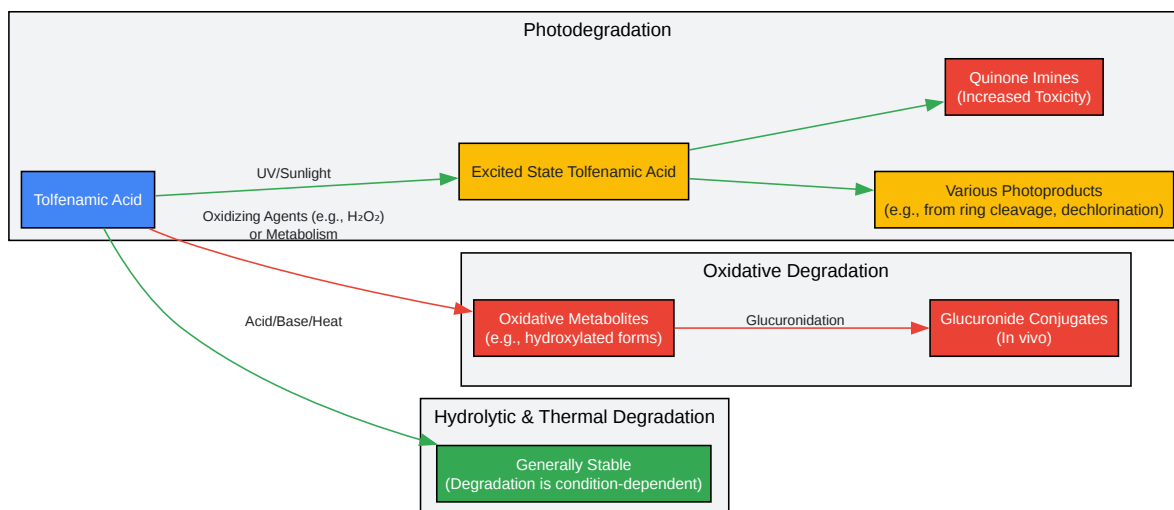 Photodegradation
Quinone Imines
(Increased Toxicity)
UV/Sunlight
Excited State Tolfenamic Acid
Tolfenamic Acid
Various Photoproducts
(e.g., from ring cleavage, dechlorination)
Oxidizing Agents (e.g., H₂O₂)
or Metabolism
Oxidative Degradation
Acid/Base/Heat
Oxidative Metabolites
(e.g., hydroxylated forms)
Glucuronidation
Glucuronide Conjugates
(In vivo)
Hydrolytic & Thermal Degradation
Generally Stable
(Degradation is condition-dependent)